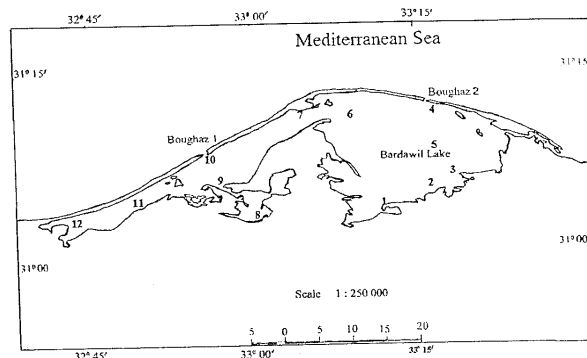 32° 45' 33° 00' 33° 15'
Mediterranean Sea
31° 15' 31° 15'
Boughaz 2
7 6 4
Boughaz 1
10
5
Bardawil Lake
9 3
2
11 1
8
12
31° 00'
31° 00'
Scale 1 : 250 000
5 0 5 10 15 20
32° 45' 33° 00' 33° 15'